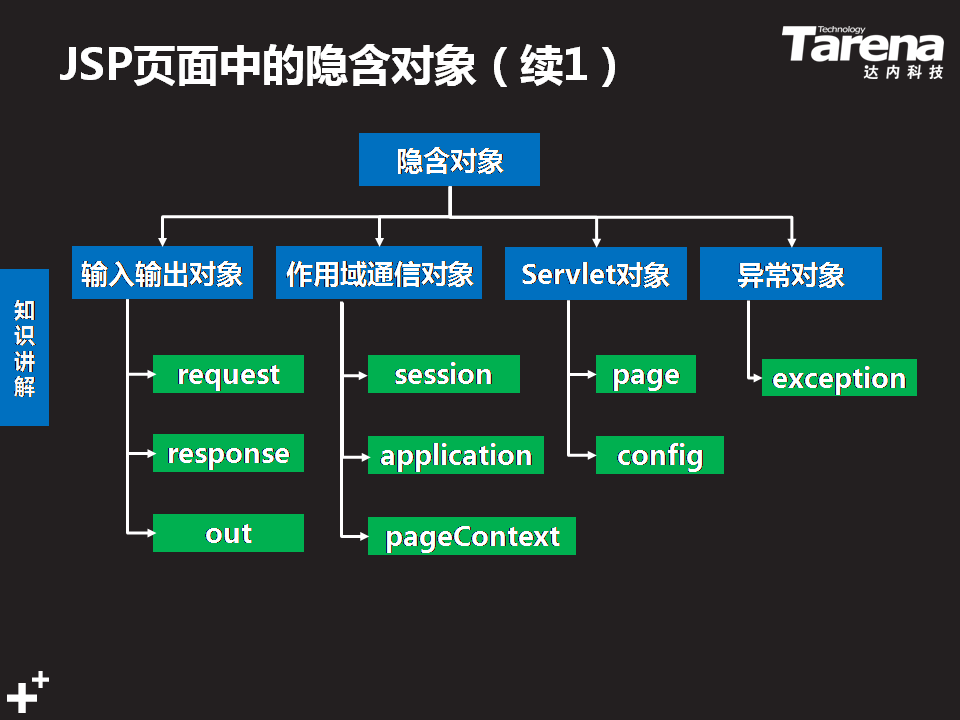 JSP页面中的隐含对象（续1）
Technology
Tarena
达内科技
隐含对象
输入输出对象
作用域通信对象
Servlet对象
异常对象
知识讲解
request
session
page
exception
response
application
config
out
pageContext